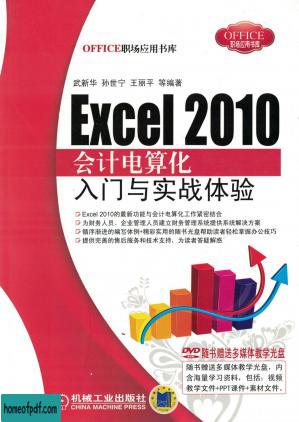 OFFICE职场应用书库
OFFICE
职场应用书库
武新华 孙世宁 王丽平 等编著
Excel 2010
会计电算化
入门与实战体验
Excel 2010的最新功能与会计电算化工作紧密结合
为财务人员、企业管理人员建立财务管理系统提供系统解决方案
循序渐进的编写体例+精彩实用的随书光盘帮助读者轻松掌握办公技巧
提供完善的售后服务和技术支持，为读者答疑解惑
DVD 随书赠送多媒体教学光盘
随书赠送多媒体教学光盘，内
含海量学习资料，包括：视频
教学文件+PPT课件+素材文件。
机械工业出版社
CHINA MACHINE PRESS
homeofpdf.com